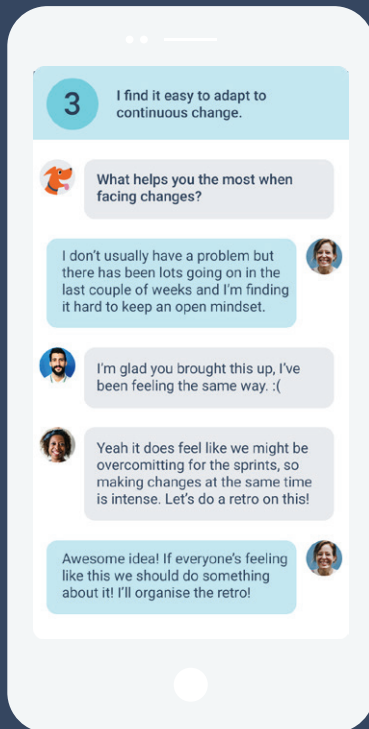 3
I find it easy to adapt to
continuous change.
What helps you the most when
facing changes?
I don't usually have a problem but
there has been lots going on in the
last couple of weeks and I'm finding
it hard to keep an open mindset.
I'm glad you brought this up, I've
been feeling the same way. :(
Yeah it does feel like we might be
overcomitting for the sprints, so
making changes at the same time
is intense. Let's do a retro on this!
Awesome idea! If everyone's feeling
like this we should do something
about it! I'll organise the retro!